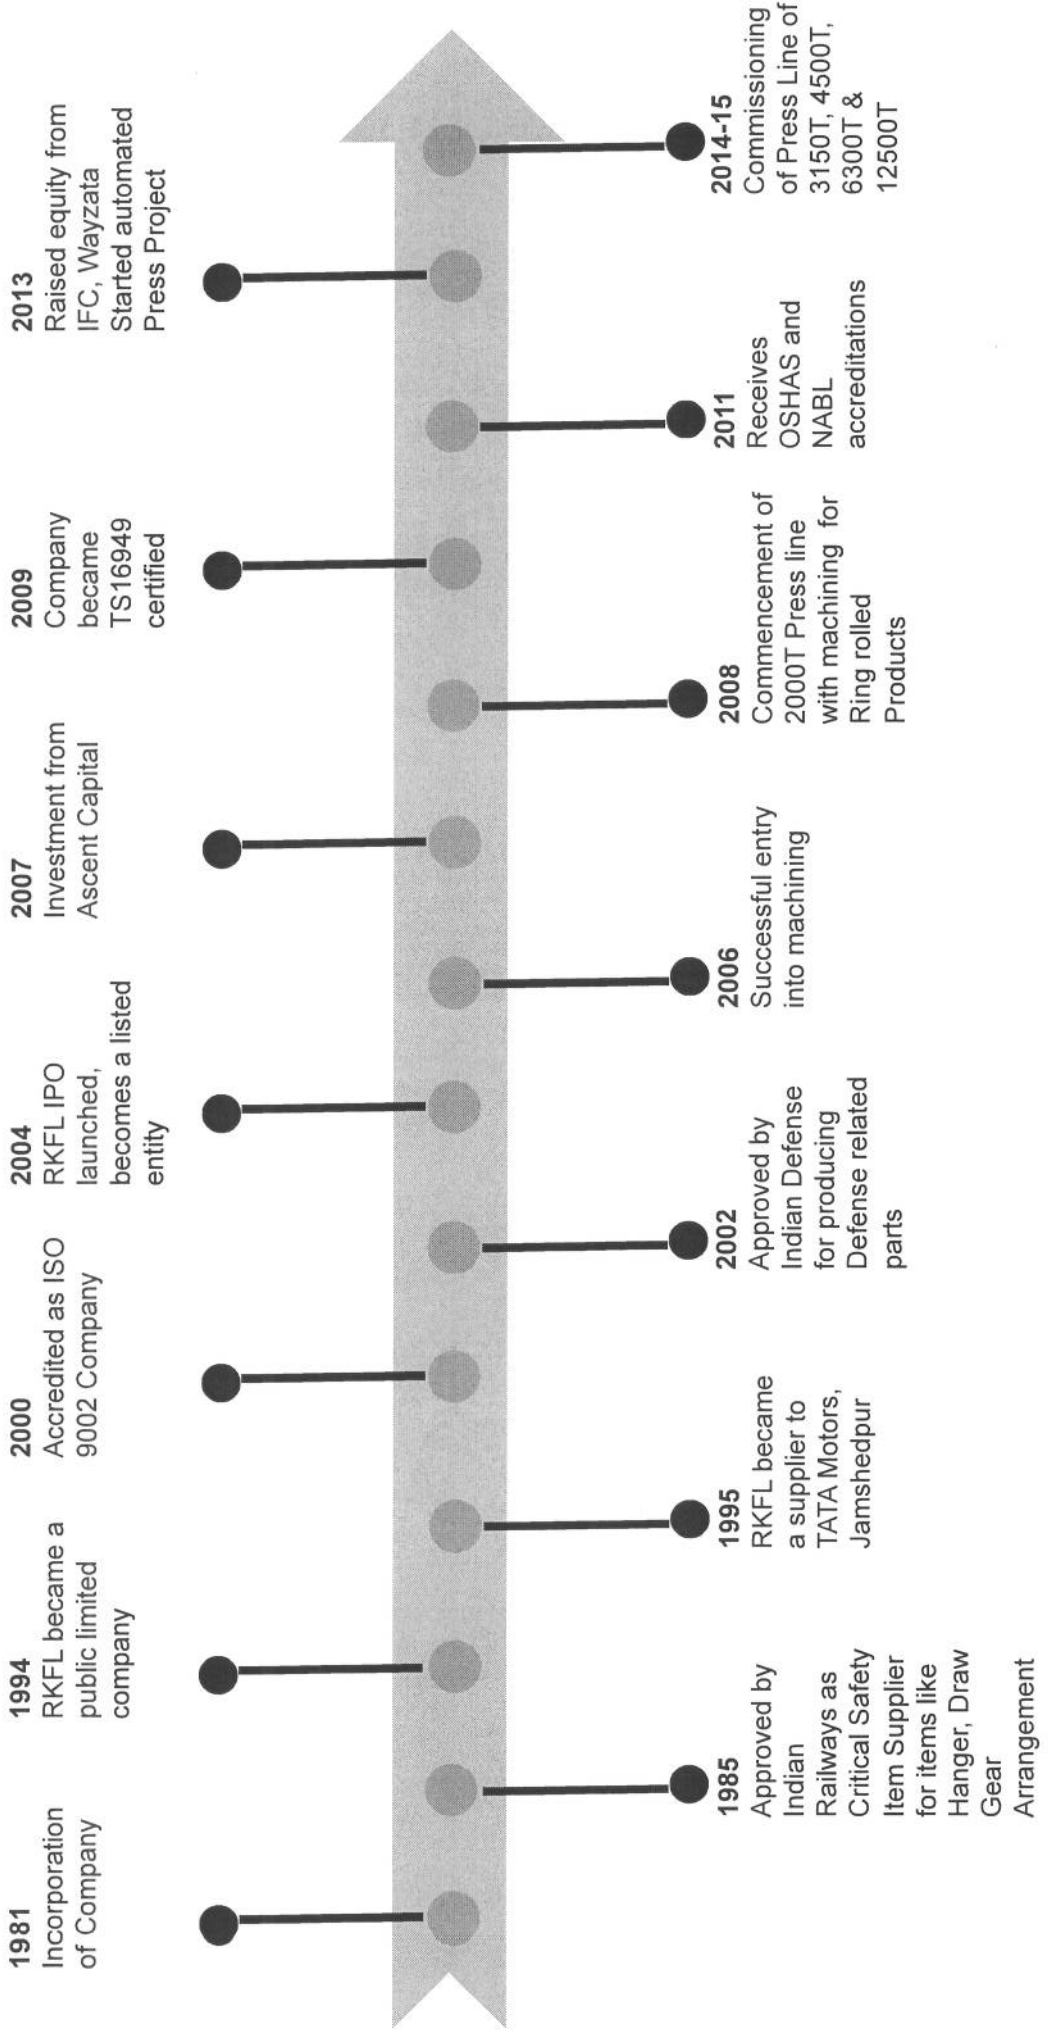 1981
Incorporation
of Company
1985
Approved by
Indian
Railways as
Critical Safety
Item Supplier
for items like
Hanger, Draw
Gear
Arrangement
1994
RKFL became a
public limited
company
1995
RKFL became
a supplier to
TATA Motors,
Jamshedpur
2000
Accredited as ISO
9002 Company
2002
Approved by
Indian Defense
for producing
Defense related
parts
2004
RKFL IPO
launched,
becomes a listed
entity
2006
Successful entry
into machining
2007
Investment from
Ascent Capital
2008
Commencement of
2000T Press line
with machining for
Ring rolled
Products
2009
Company
became
TS16949
certified
2011
Receives
OSHAS and
NABL
accreditations
2013
Raised equity from
IFC, Wayzata
Started automated
Press Project
2014-15
Commissioning
of Press Line of
3150T, 4500T,
6300T &
12500T